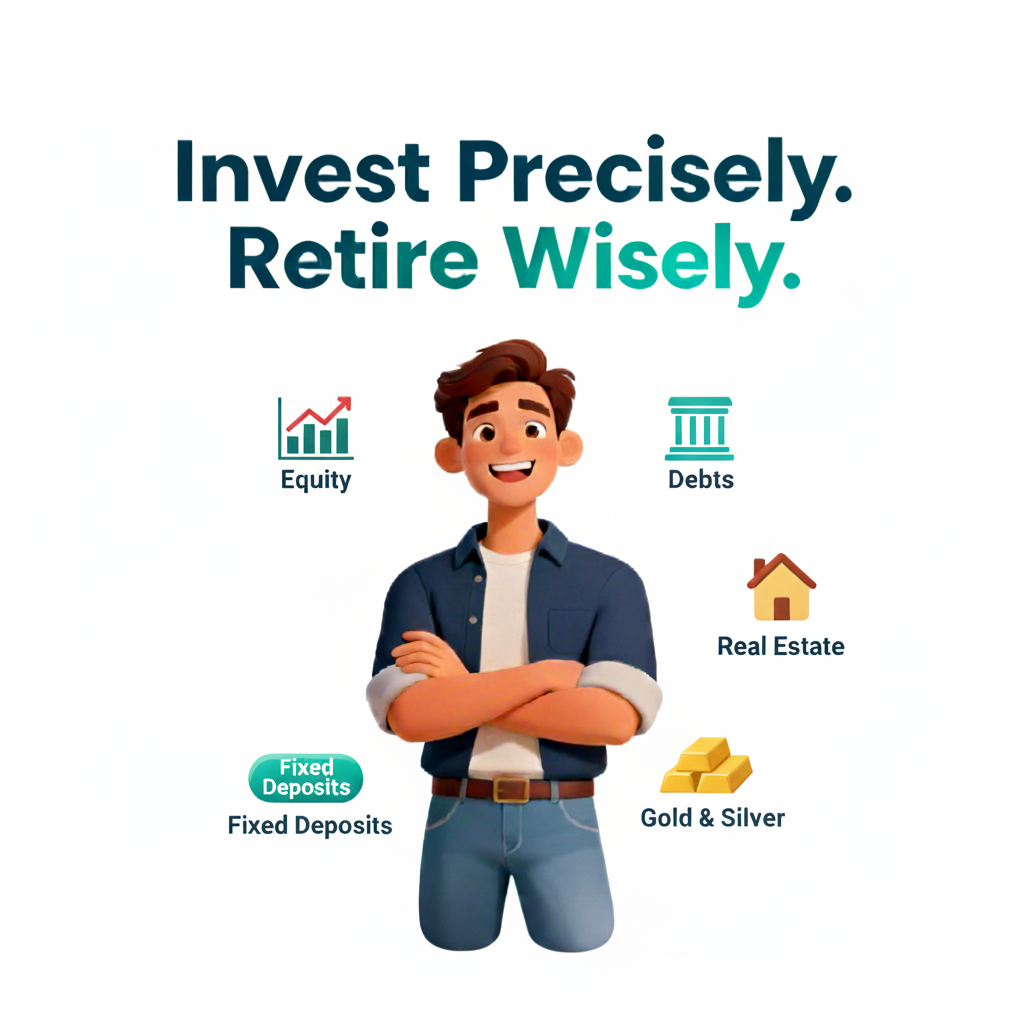 Invest Precisely.
Retire Wisely.
Equity
Debts
Real Estate
Fixed
Deposits
Fixed Deposits
Gold & Silver